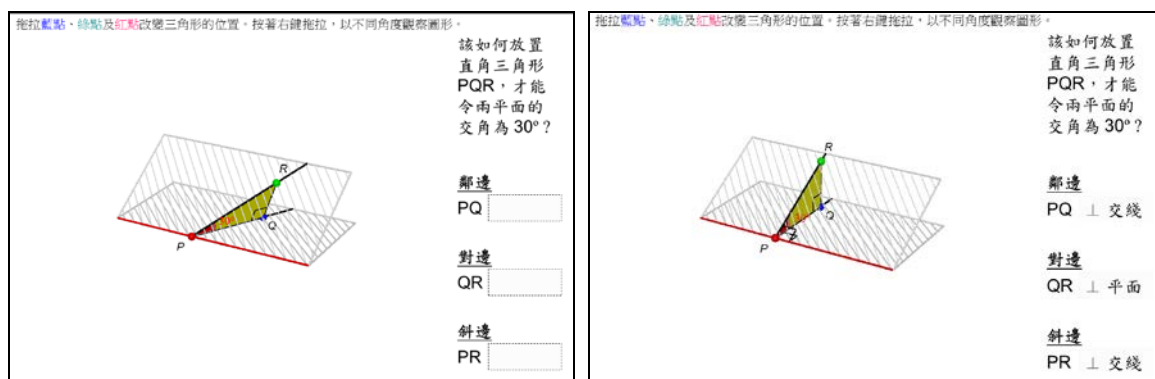 拖拉藍點、綠點及紅點改變三角形的位置。按著右鍵拖拉，以不同角度觀察圖形。
該如何放置
直角三角形
PQR，才能
令兩平面的
交角為 30°？
R
Q
P
鄰邊
PQ
對邊
QR
斜邊
PR
拖拉藍點、綠點及紅點改變三角形的位置。按著右鍵拖拉，以不同角度觀察圖形。
該如何放置
直角三角形
PQR，才能
令兩平面的
交角為 30°？
R
Q
P
鄰邊
PQ ⊥ 交綫
對邊
QR ⊥ 平面
斜邊
PR ⊥ 交綫